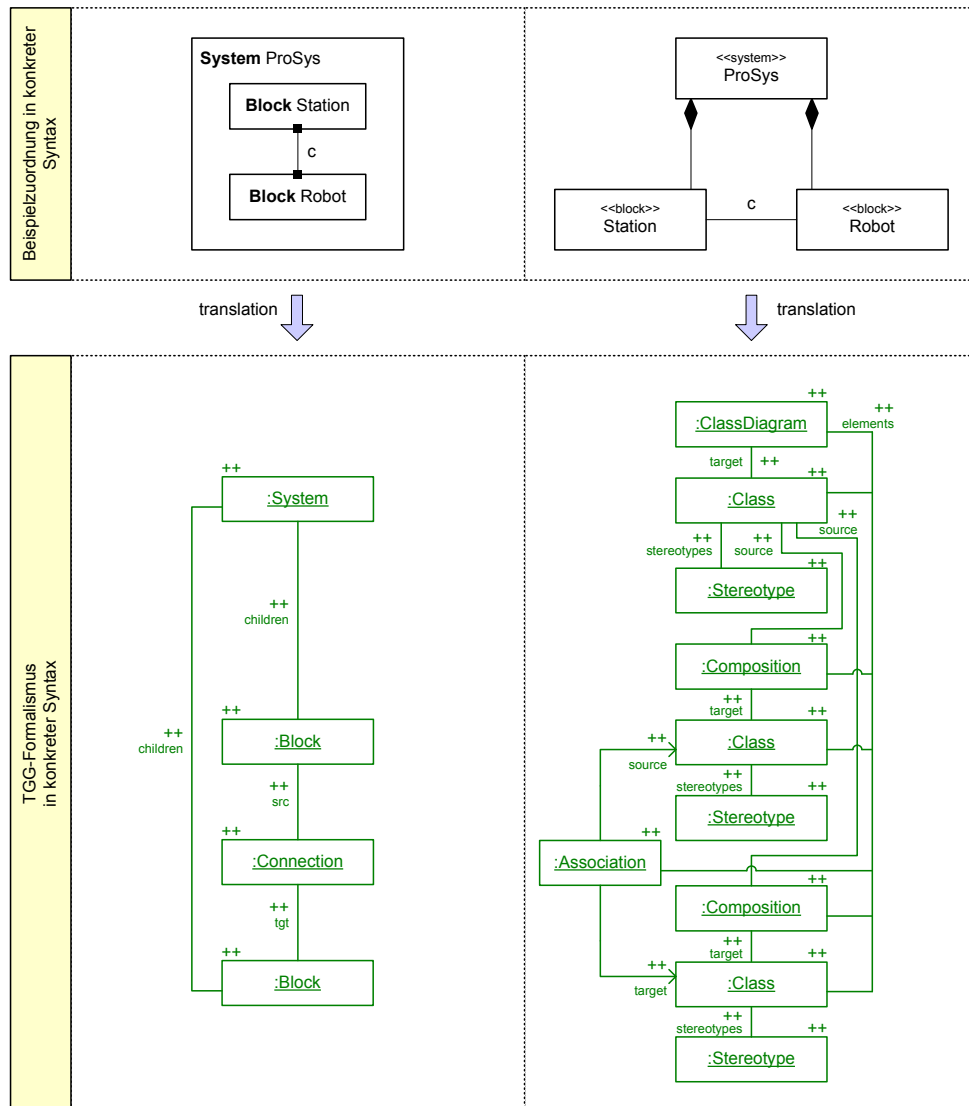 Beispielzuordnung in konkreter
Syntax
System ProSys
Block Station
c
Block Robot
<<system>>
ProSys
<<block>>
Station
c
<<block>>
Robot
translation
translation
TGG-Formalismus
in konkreter Syntax
++
:System
++
children
++
children
++
:Block
++
src
++
:Connection
++
tgt
++
:Block
++
:ClassDiagram
++
elements
target
++
++
:Class
++
stereotypes
++
source
++
source
++
:Stereotype
++
:Composition
++
target
++
:Class
++
source
++
stereotypes
++
:Stereotype
++
:Association
++
:Composition
++
target
++
:Class
++
target
++
stereotypes
++
:Stereotype